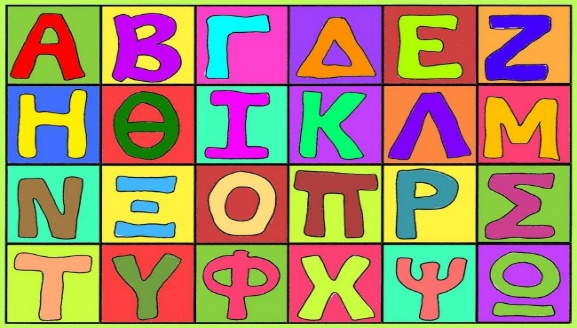 Α Β Γ Δ Ε Ζ
Η Θ Ι Κ Λ Μ
Ν Ξ Ο Π Ρ Σ
Τ Υ Φ Χ Ψ Ω